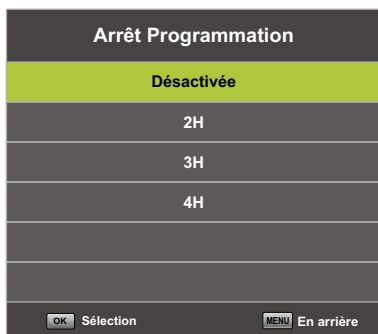 Arrêt Programmation
Désactivée
2H
3H
4H
OK Sélection MENU En arrière